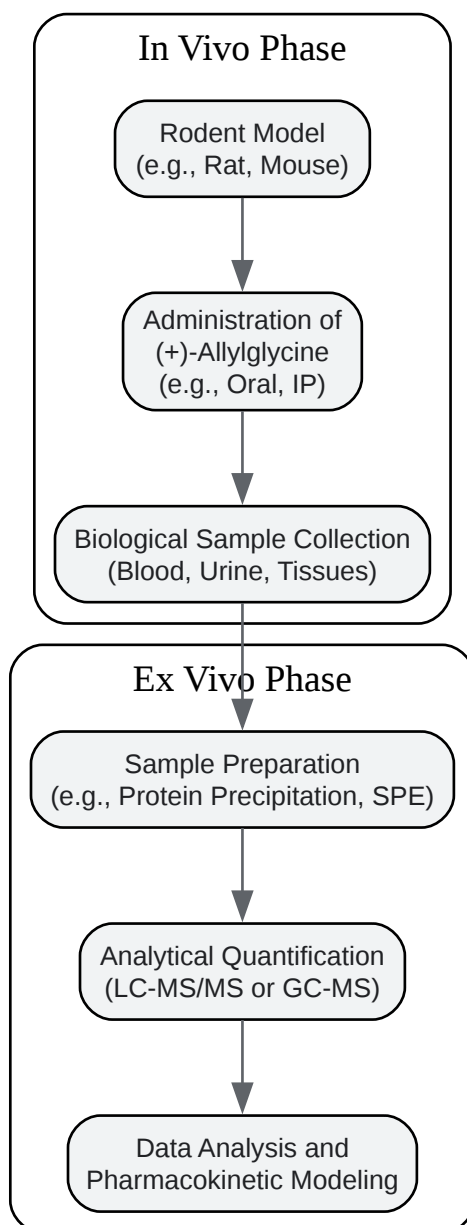 In Vivo Phase
Rodent Model
(e.g., Rat, Mouse)
Administration of
(+)-Allylglycine
(e.g., Oral, IP)
Biological Sample Collection
(Blood, Urine, Tissues)
Ex Vivo Phase
Sample Preparation
(e.g., Protein Precipitation, SPE)
Analytical Quantification
(LC-MS/MS or GC-MS)
Data Analysis and
Pharmacokinetic Modeling